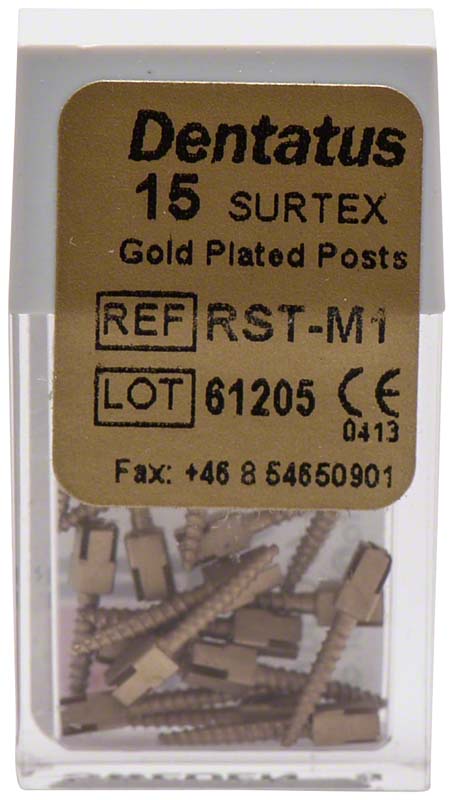 Dentatus
15 SURTEX
Gold Plated Posts
REF RST-M1
LOT 61205 CE
0413
Fax: +46 8 54650901